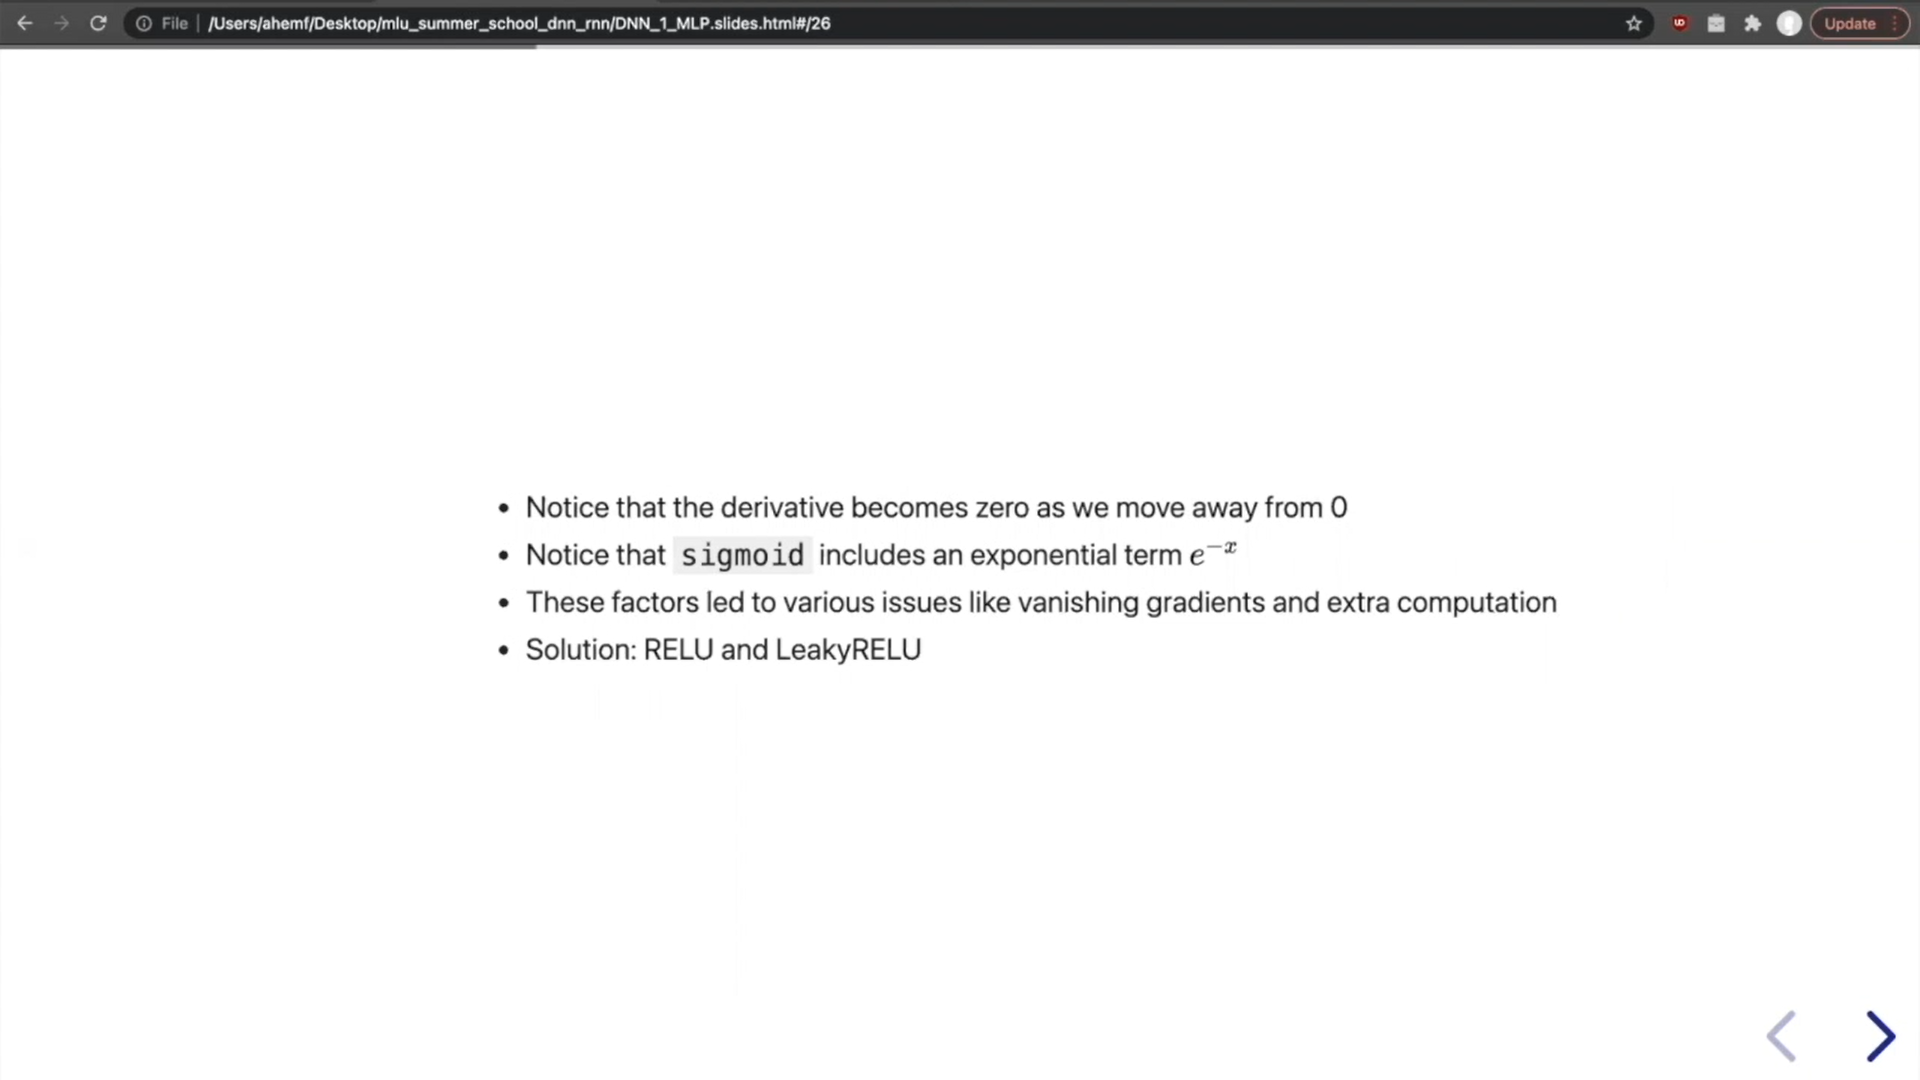 File /Users/ahemf/Desktop/mlu_summer_school_dnn_rnn/DNN_1_MLP.slides.html#/26 Update
• Notice that the derivative becomes zero as we move away from 0
• Notice that sigmoid includes an exponential term e^{-x}
• These factors led to various issues like vanishing gradients and extra computation
• Solution: RELU and LeakyRELU